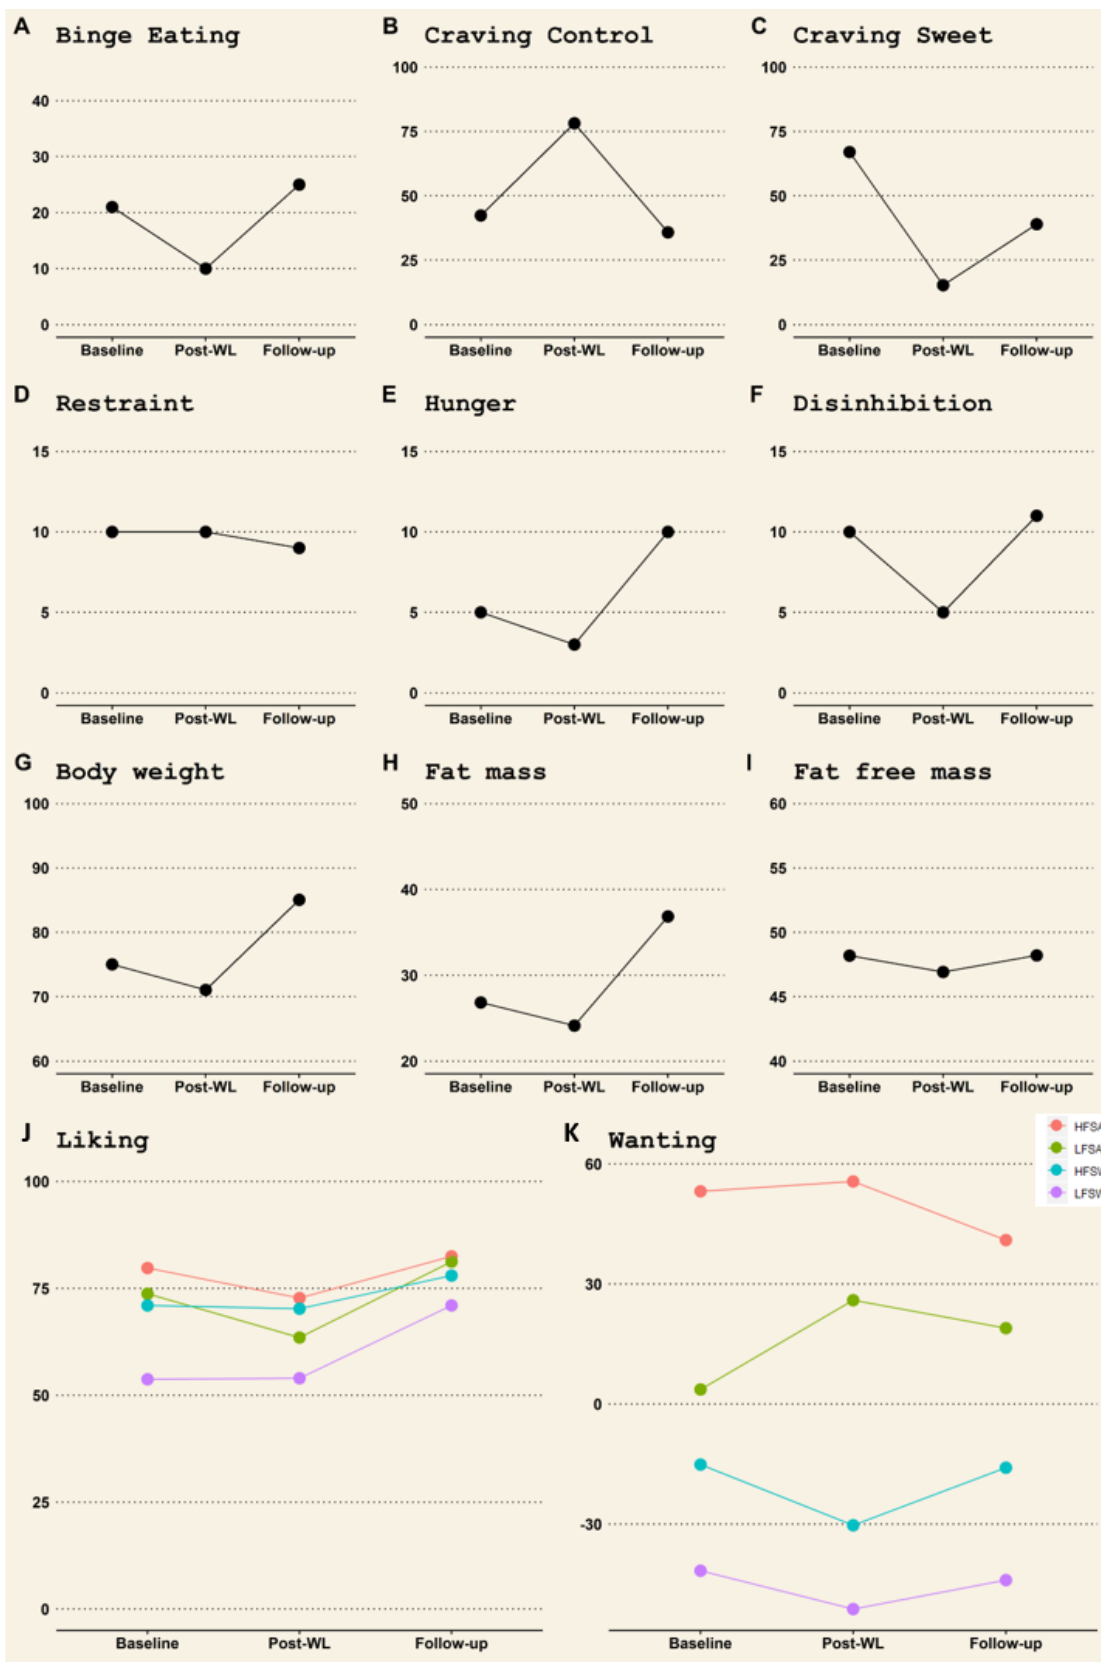 A Binge Eating
40
30
20
10
0
Baseline Post-WL Follow-up
B Craving Control
100
75
50
25
0
Baseline Post-WL Follow-up
C Craving Sweet
100
75
50
25
0
Baseline Post-WL Follow-up
D Restraint
15
10
5
0
Baseline Post-WL Follow-up
E Hunger
15
10
5
0
Baseline Post-WL Follow-up
F Disinhibition
15
10
5
0
Baseline Post-WL Follow-up
G Body weight
100
90
80
70
60
Baseline Post-WL Follow-up
H Fat mass
50
40
30
20
Baseline Post-WL Follow-up
I Fat free mass
60
55
50
45
40
Baseline Post-WL Follow-up
J Liking
100
75
50
25
0
Baseline Post-WL Follow-up
K Wanting
60
30
0
-30
Baseline Post-WL Follow-up
HFSA
LFSA
HFSW
LFSW